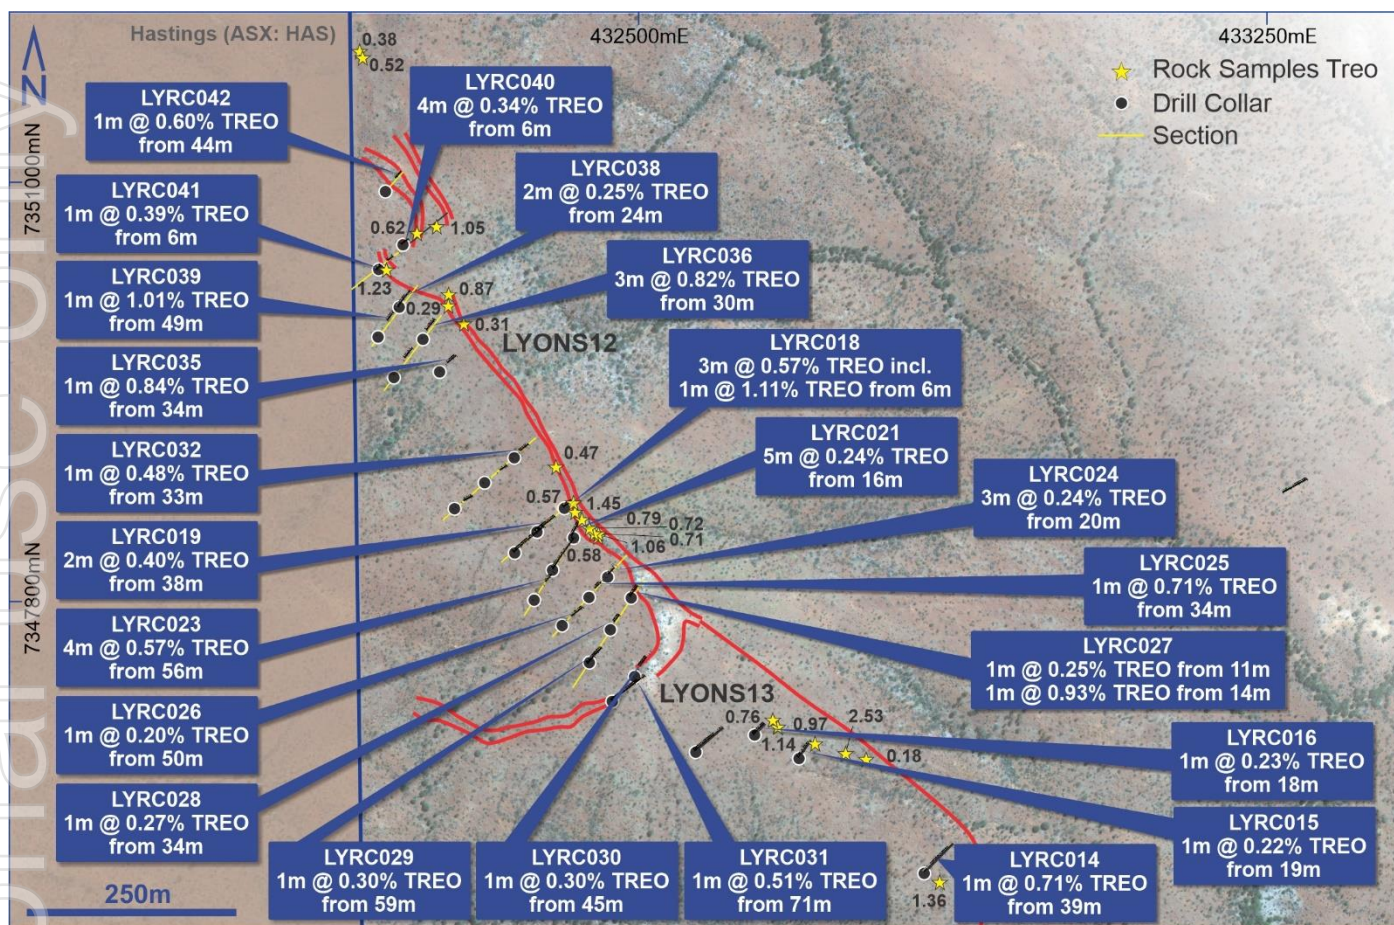 Hastings (ASX: HAS)
432500mE
433250mE
N
7351000mN
7347800mN
Rock Samples Treo
Drill Collar
Section
0.38
0.52
LYRC042
1m @ 0.60% TREO
from 44m
LYRC040
4m @ 0.34% TREO
from 6m
LYRC041
1m @ 0.39% TREO
from 6m
LYRC038
2m @ 0.25% TREO
from 24m
0.62
1.05
LYRC039
1m @ 1.01% TREO
from 49m
LYRC036
3m @ 0.82% TREO
from 30m
1.23
0.29
0.87
0.31
LYONS12
LYRC035
1m @ 0.84% TREO
from 34m
LYRC018
3m @ 0.57% TREO incl.
1m @ 1.11% TREO from 6m
LYRC032
1m @ 0.48% TREO
from 33m
LYRC021
5m @ 0.24% TREO
from 16m
0.47
0.57
1.45
0.79
0.72
0.71
0.58
1.06
LYRC024
3m @ 0.24% TREO
from 20m
LYRC019
2m @ 0.40% TREO
from 38m
LYRC025
1m @ 0.71% TREO
from 34m
LYRC023
4m @ 0.57% TREO
from 56m
LYRC027
1m @ 0.25% TREO from 11m
1m @ 0.93% TREO from 14m
LYONS13
LYRC026
1m @ 0.20% TREO
from 50m
0.76
0.97
2.53
1.14
0.18
LYRC016
1m @ 0.23% TREO
from 18m
LYRC028
1m @ 0.27% TREO
from 34m
LYRC015
1m @ 0.22% TREO
from 19m
LYRC029
1m @ 0.30% TREO
from 59m
LYRC030
1m @ 0.30% TREO
from 45m
LYRC031
1m @ 0.51% TREO
from 71m
LYRC014
1m @ 0.71% TREO
from 39m
1.36
250m